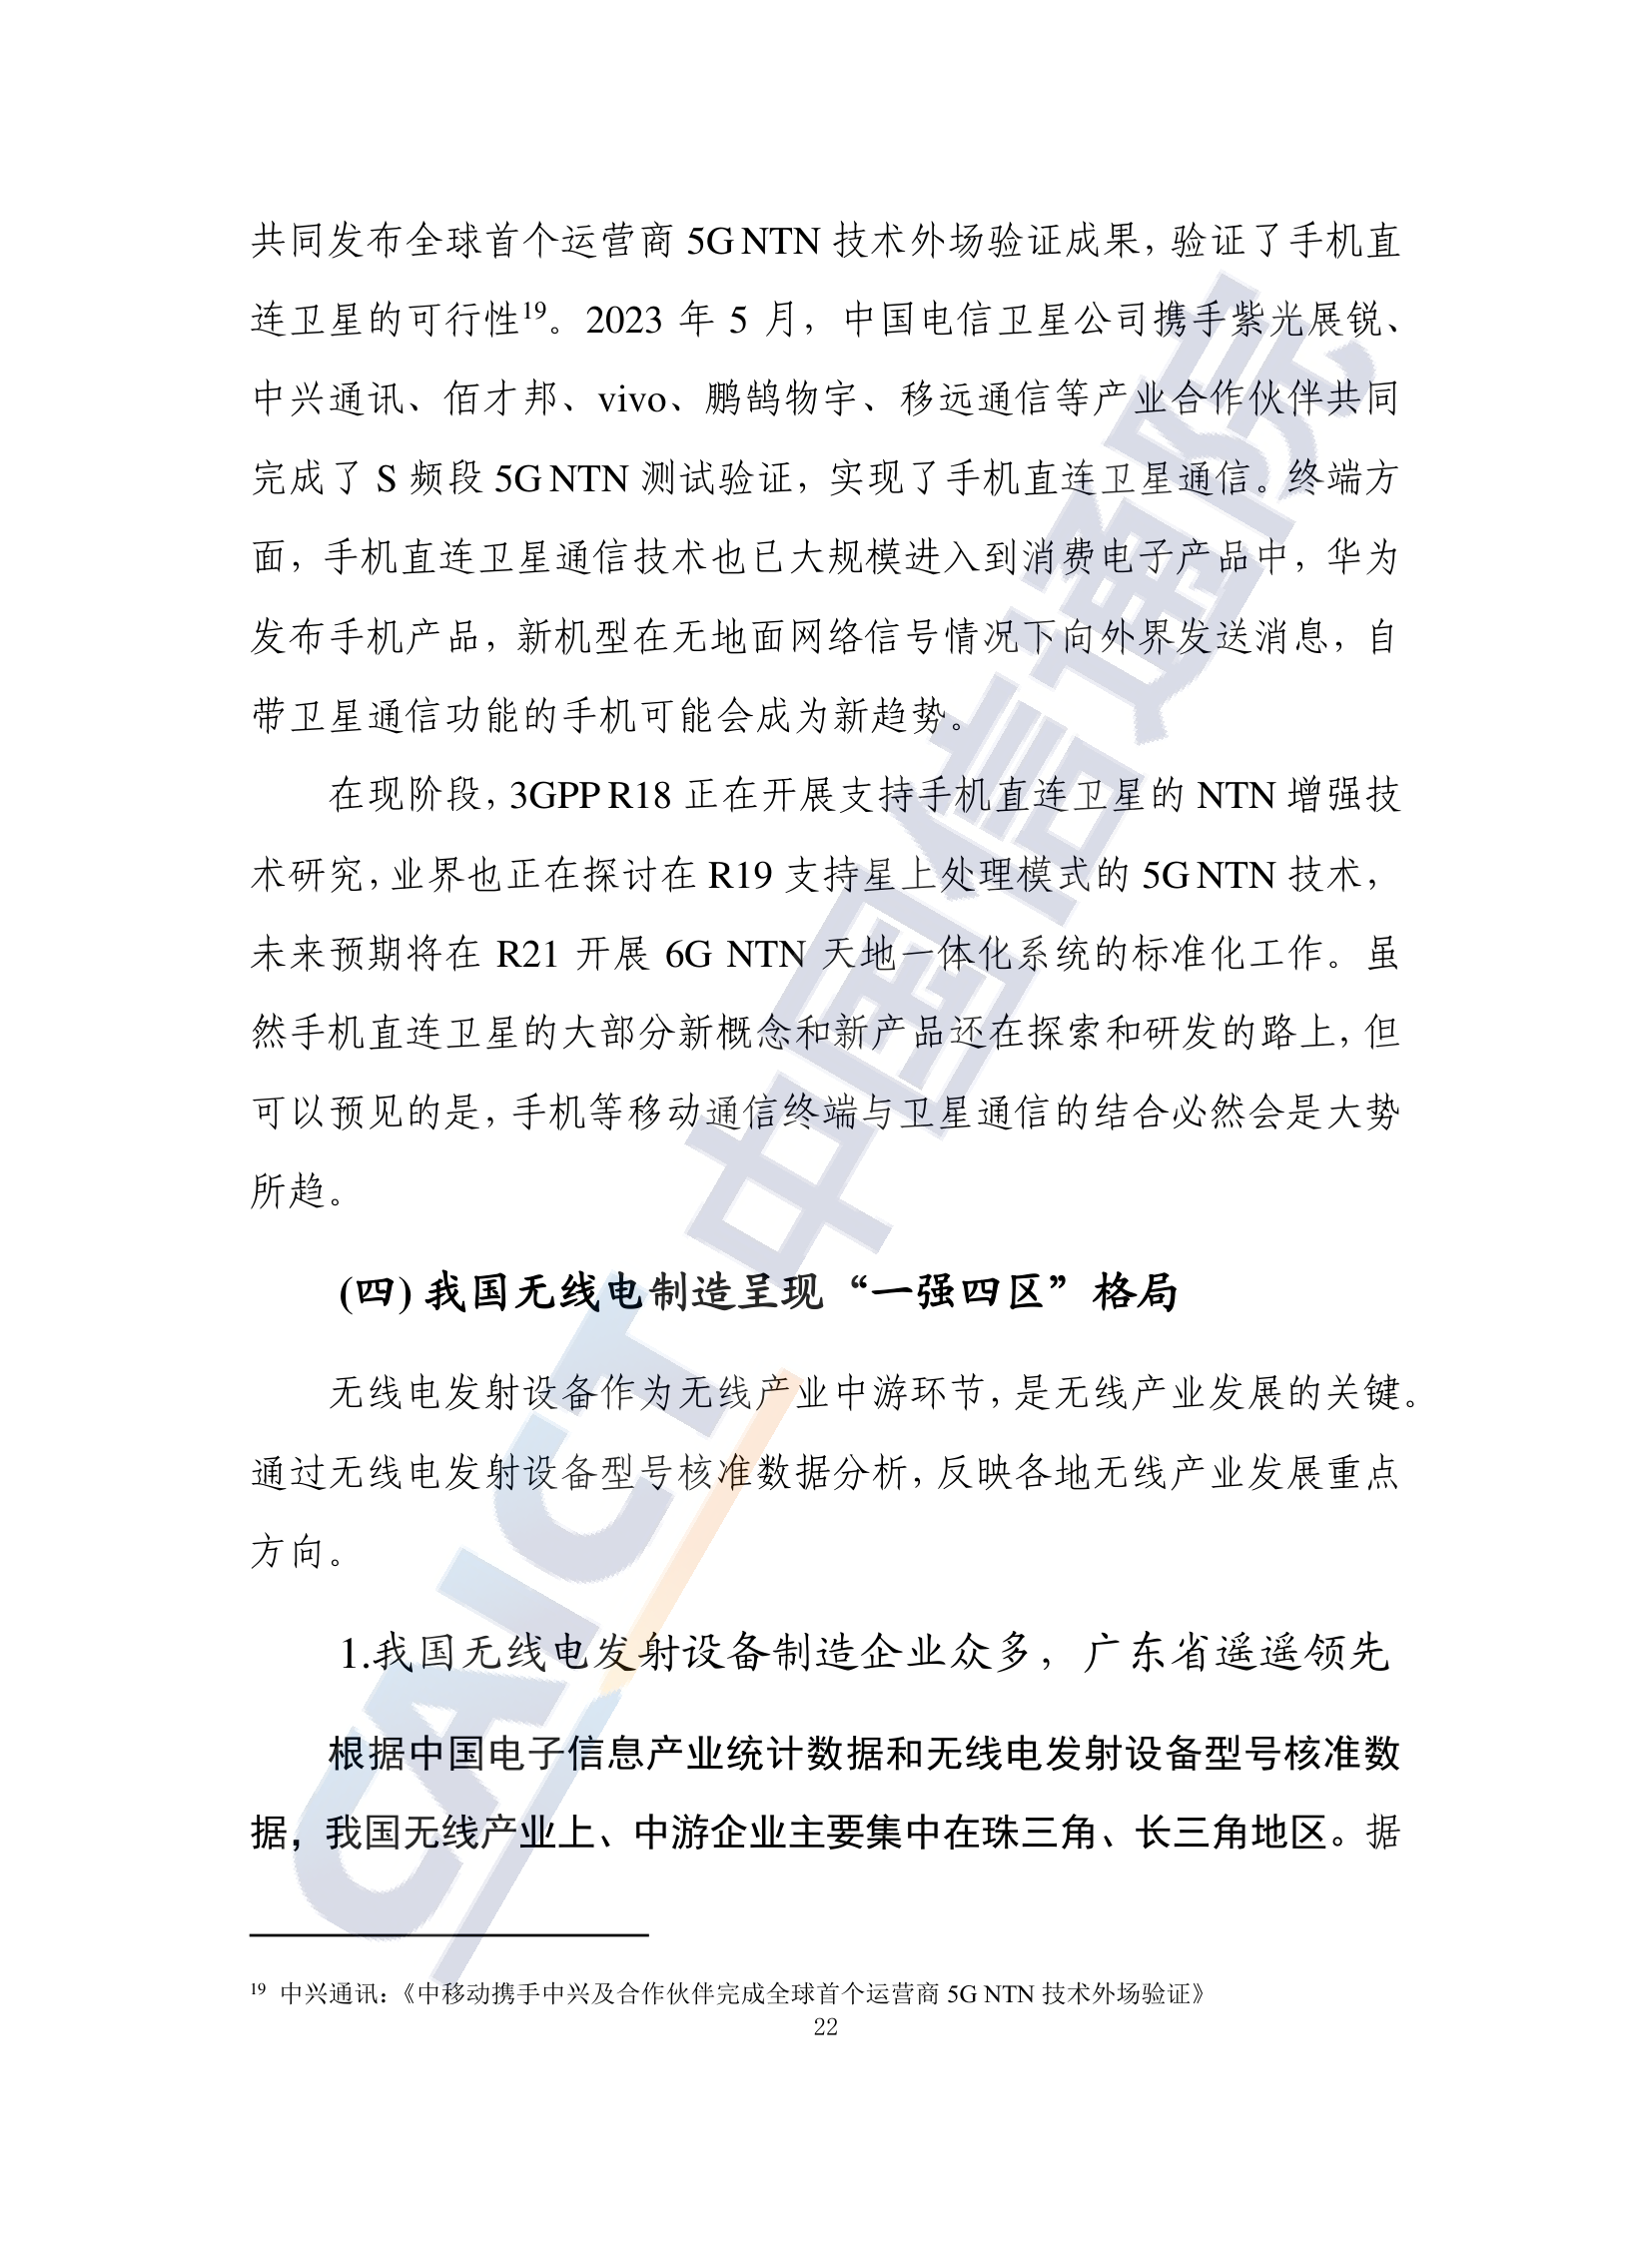 共同发布全球首个运营商 5G NTN 技术外场验证成果，验证了手机直
连卫星的可行性19。2023 年 5 月，中国电信卫星公司携手紫光展锐、
中兴通讯、佰才邦、vivo、鹏鹄物宇、移远通信等产业合作伙伴共同
完成了 S 频段 5G NTN 测试验证，实现了手机直连卫星通信。终端方
面，手机直连卫星通信技术也已大规模进入到消费电子产品中，华为
发布手机产品，新机型在无地面网络信号情况下向外界发送消息，自
带卫星通信功能的手机可能会成为新趋势。
在现阶段，3GPP R18 正在开展支持手机直连卫星的 NTN 增强技
术研究，业界也正在探讨在 R19 支持星上处理模式的 5G NTN 技术，
未来预期将在 R21 开展 6G NTN 天地一体化系统的标准化工作。虽
然手机直连卫星的大部分新概念和新产品还在探索和研发的路上，但
可以预见的是，手机等移动通信终端与卫星通信的结合必然会是大势
所趋。
(四) 我国无线电制造呈现“一强四区”格局
无线电发射设备作为无线产业中游环节，是无线产业发展的关键。
通过无线电发射设备型号核准数据分析，反映各地无线产业发展重点
方向。
1.我国无线电发射设备制造企业众多，广东省遥遥领先
根据中国电子信息产业统计数据和无线电发射设备型号核准数
据，我国无线产业上、中游企业主要集中在珠三角、长三角地区。据
19 中兴通讯：《中移动携手中兴及合作伙伴完成全球首个运营商 5G NTN 技术外场验证》
22
CAICT 中国信通院